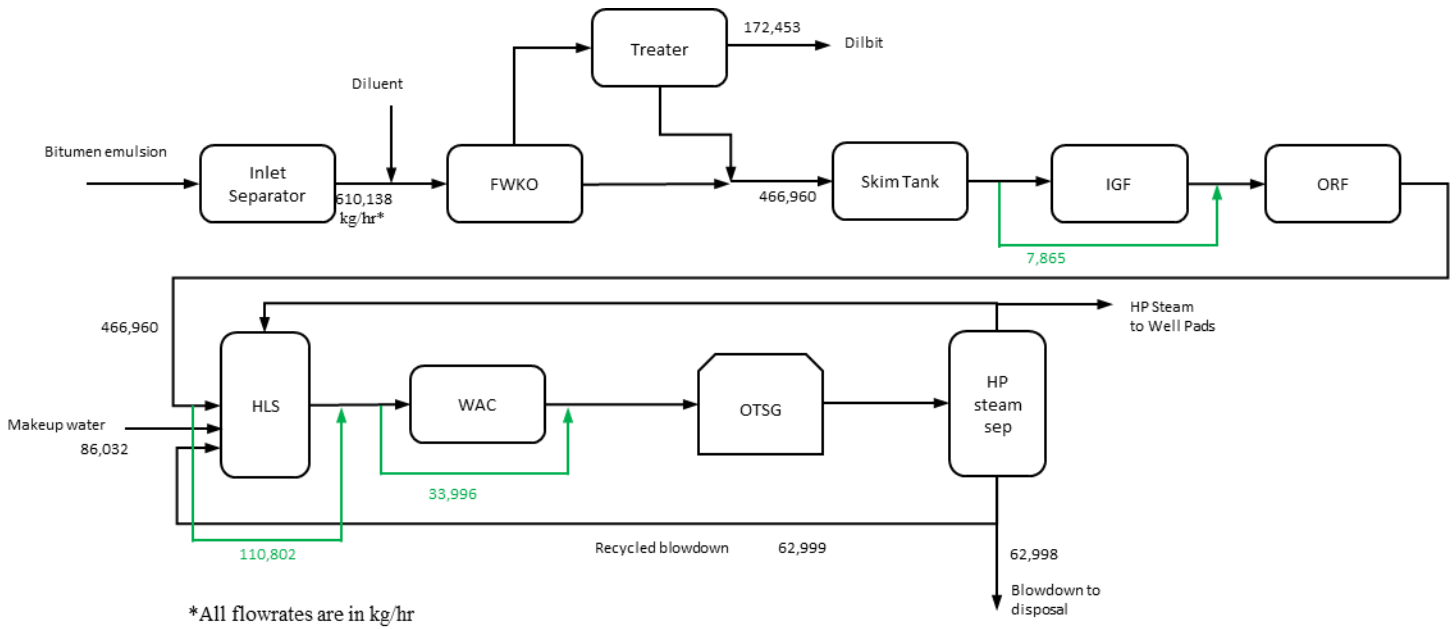 172,453
Treater
Dilbit
Diluent
Bitumen emulsion
Inlet
Separator
610,138
kg/hr*
FWKO
466,960
Skim Tank
IGF
ORF
7,865
466,960
HP Steam
to Well Pads
HLS
WAC
OTSG
HP
steam
sep
Makeup water
86,032
33,996
110,802
Recycled blowdown 62,999
62,998
Blowdown to
disposal
*All flowrates are in kg/hr